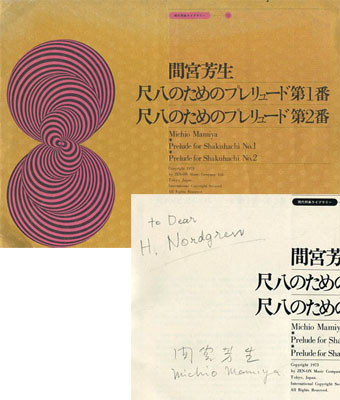 現代邦楽ライブラリー
間宮芳生
尺八のためのプレリュード第1番
尺八のためのプレリュード第2番
Michio Mamiya
Prelude for Shakuhachi No.1
Prelude for Shakuhachi No.2
Copyright 1973
by ZEN-ON Music Company Ltd.
Tokyo, Japan
International Copyright Secured
All Rights Reserved
現代邦楽ライブラリー
to Dear
H. Nordgren
間宮芳
尺八のための
尺八のための
Michio Mamiy
Prelude for Sha
Prelude for Sha
Copyright 1973
by ZEN-ON Music Compan
Tokyo, Japan
International Copyright Se
All Rights Reserved.
間宮芳生
Michio Mamiya